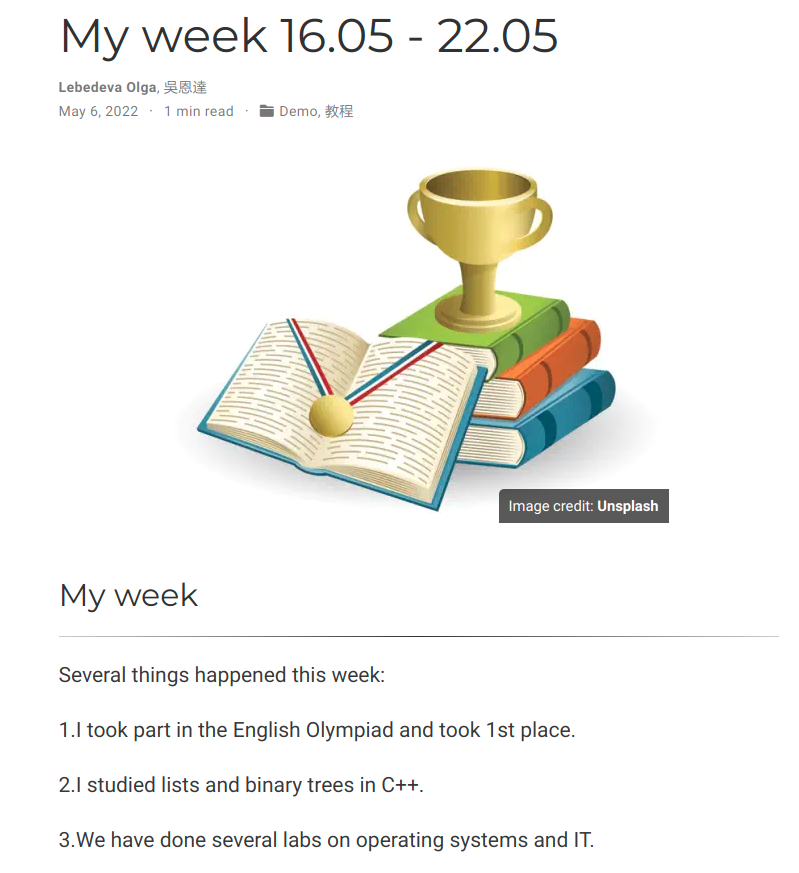 My week 16.05 - 22.05
Lebedeva Olga, 吳恩達
May 6, 2022 · 1 min read · Demo, 教程
Image credit: Unsplash
My week
Several things happened this week:
1.I took part in the English Olympiad and took 1st place.
2.I studied lists and binary trees in C++.
3.We have done several labs on operating systems and IT.